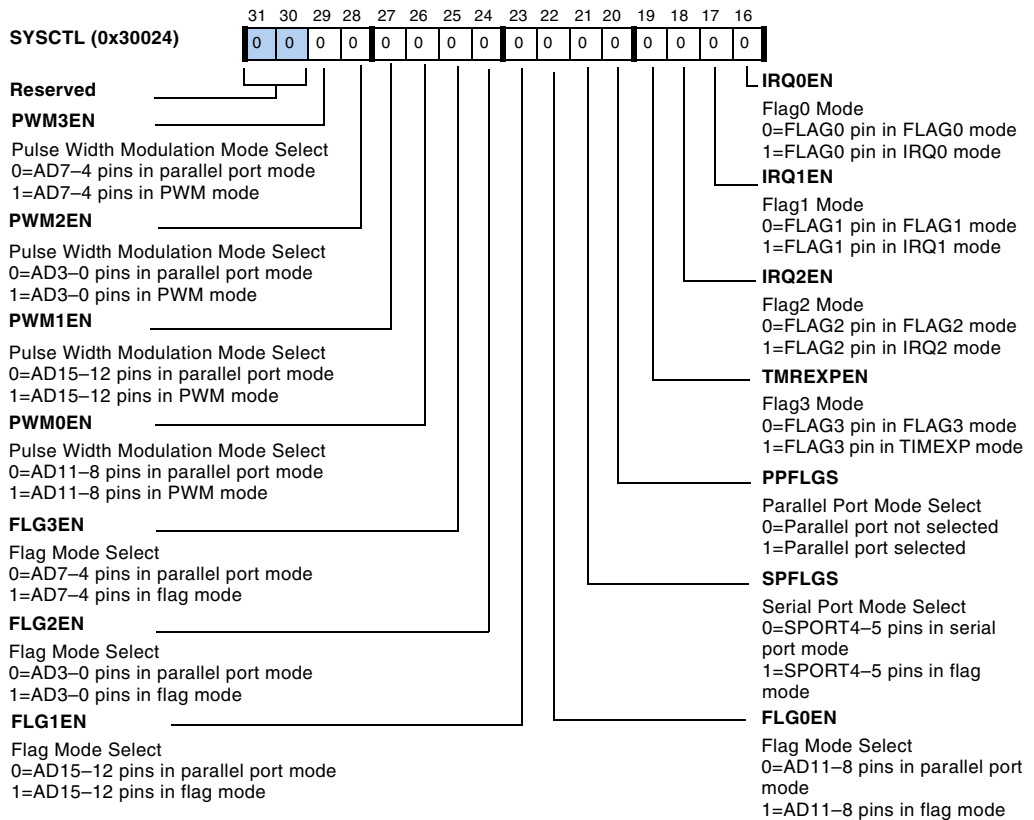 31 30 29 28 27 26 25 24 23 22 21 20 19 18 17 16
SYSCTL (0x30024)
0 0 0 0 0 0 0 0 0 0 0 0 0 0 0 0
Reserved
PWM3EN
Pulse Width Modulation Mode Select
0=AD7–4 pins in parallel port mode
1=AD7–4 pins in PWM mode
PWM2EN
Pulse Width Modulation Mode Select
0=AD3–0 pins in parallel port mode
1=AD3–0 pins in PWM mode
PWM1EN
Pulse Width Modulation Mode Select
0=AD15–12 pins in parallel port mode
1=AD15–12 pins in PWM mode
PWM0EN
Pulse Width Modulation Mode Select
0=AD11–8 pins in parallel port mode
1=AD11–8 pins in PWM mode
FLG3EN
Flag Mode Select
0=AD7–4 pins in parallel port mode
1=AD7–4 pins in flag mode
FLG2EN
Flag Mode Select
0=AD3–0 pins in parallel port mode
1=AD3–0 pins in flag mode
FLG1EN
Flag Mode Select
0=AD15–12 pins in parallel port mode
1=AD15–12 pins in flag mode
IRQ0EN
Flag0 Mode
0=FLAG0 pin in FLAG0 mode
1=FLAG0 pin in IRQ0 mode
IRQ1EN
Flag1 Mode
0=FLAG1 pin in FLAG1 mode
1=FLAG1 pin in IRQ1 mode
IRQ2EN
Flag2 Mode
0=FLAG2 pin in FLAG2 mode
1=FLAG2 pin in IRQ2 mode
TMREXPEN
Flag3 Mode
0=FLAG3 pin in FLAG3 mode
1=FLAG3 pin in TIMEXP mode
PPFLGS
Parallel Port Mode Select
0=Parallel port not selected
1=Parallel port selected
SPFLGS
Serial Port Mode Select
0=SPORT4–5 pins in serial
port mode
1=SPORT4–5 pins in flag
mode
FLG0EN
Flag Mode Select
0=AD11–8 pins in parallel port
mode
1=AD11–8 pins in flag mode